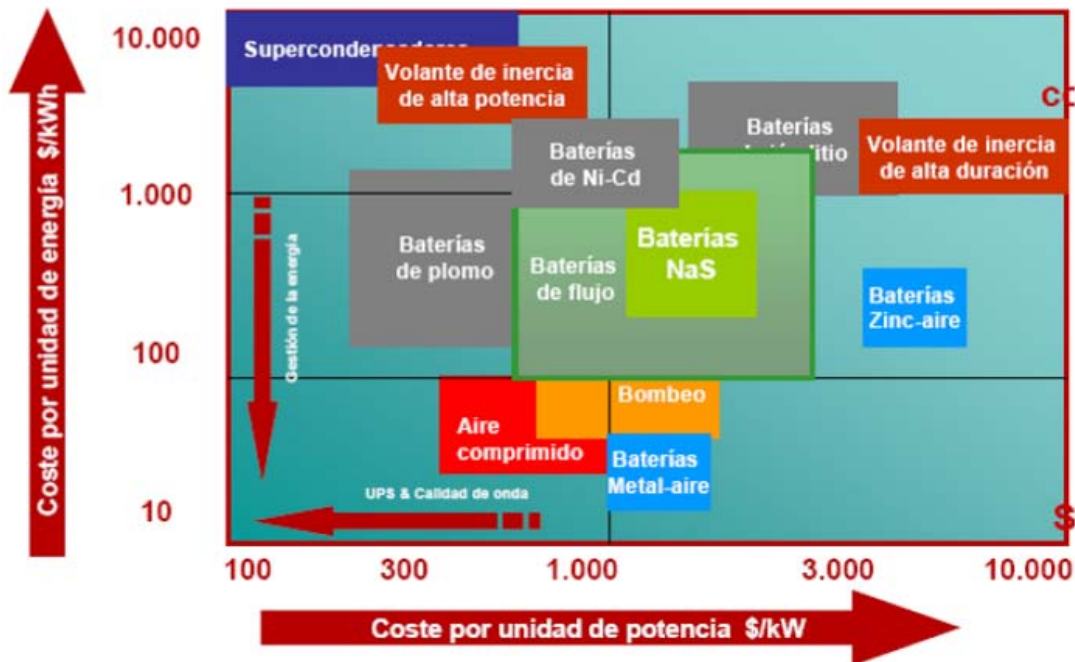 10.000
1.000
100
10
Coste por unidad de energía $/kWh
Gestión de la energía
Volante de inercia
de alta potencia
Baterías
Volante de inercia
de alta duración
Baterías
de Ni-Cd
Baterías
de plomo
Baterías
de flujo
Baterías
NaS
Baterías
Zinc-aire
Bombeo
Aire
comprimido
Baterías
Metal-aire
UPS & Calidad de onda
$
100
300
1.000
3.000
10.000
Coste por unidad de potencia $/kW